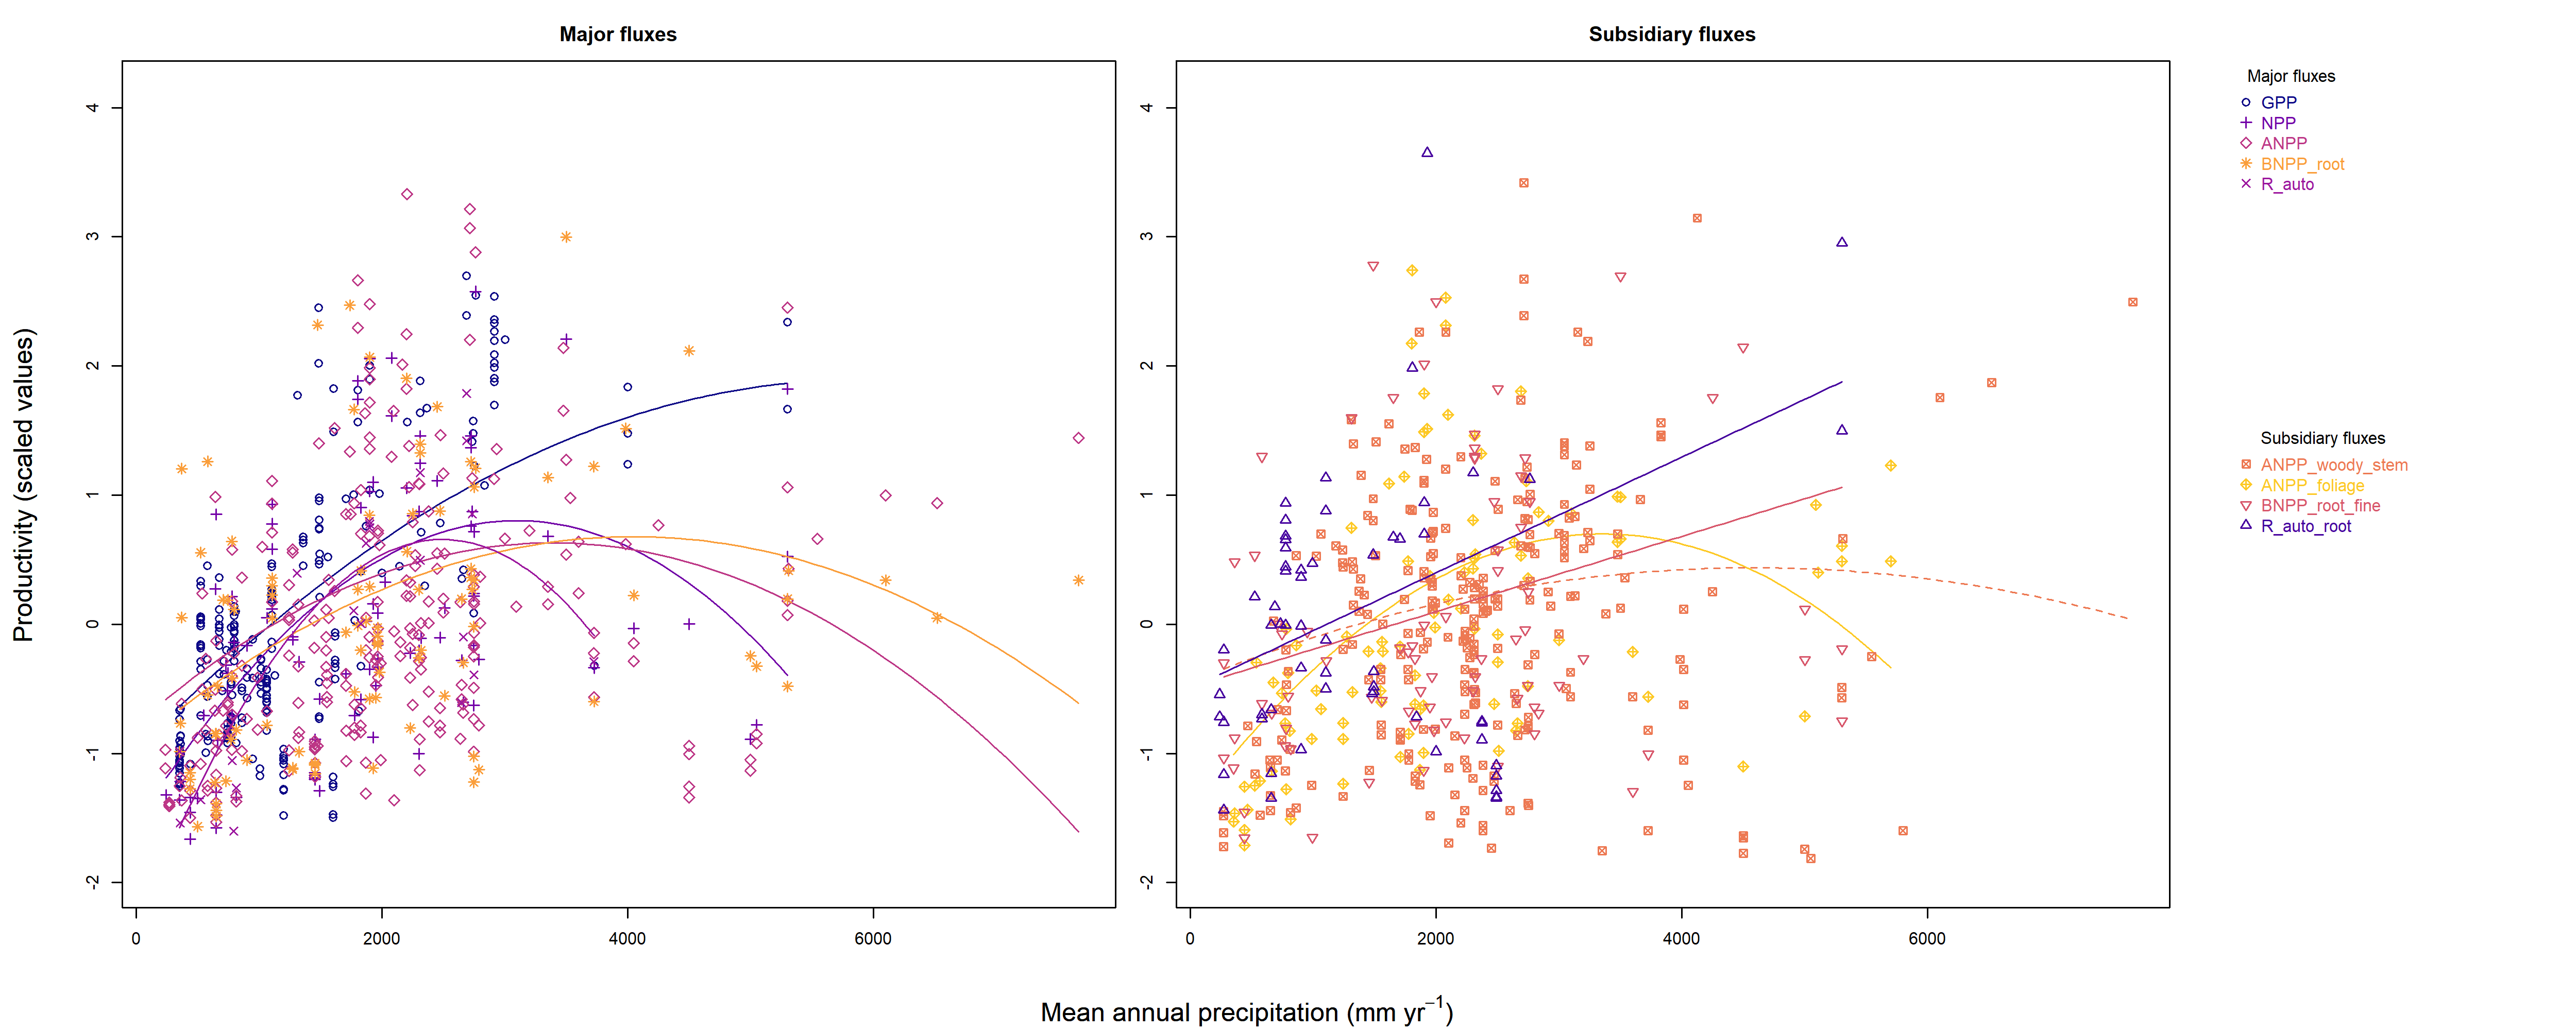 Major fluxes
Subsidiary fluxes
Productivity (scaled values)
4
3
2
1
0
-1
-2
0
2000
4000
6000
4
3
2
1
0
-1
-2
0
2000
4000
6000
Mean annual precipitation (mm yr⁻¹)
Major fluxes
GPP
NPP
ANPP
BNPP_root
R_auto
Subsidiary fluxes
ANPP_woody_stem
ANPP_foliage
BNPP_root_fine
R_auto_root